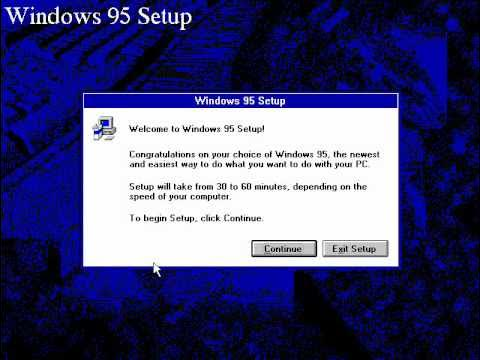 Windows 95 Setup
Windows 95 Setup
Welcome to Windows 95 Setup!
Congratulations on your choice of Windows 95, the newest
and easiest way to do what you want to do with your PC.
Setup will take from 30 to 60 minutes, depending on the
speed of your computer.
To begin Setup, click Continue.
Continue
Exit Setup